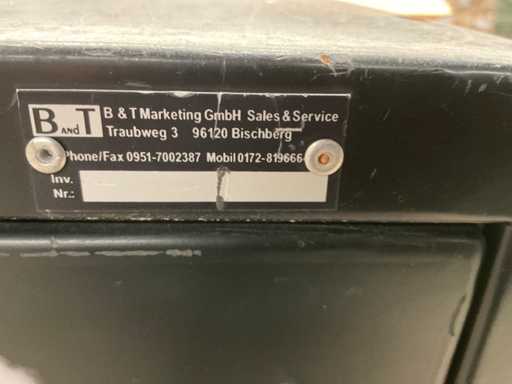 B AND T
B & T Marketing GmbH Sales & Service
Traubweg 3 96120 Bischberg
Phone/Fax 0951-7002387 Mobil 0172-819666
Inv.
Nr.: